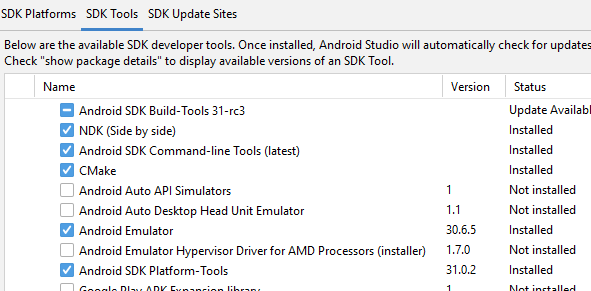 SDK Platforms SDK Tools SDK Update Sites
Below are the available SDK developer tools. Once installed, Android Studio will automatically check for updates
Check "show package details" to display available versions of an SDK Tool.
Name Version Status
Android SDK Build-Tools 31-rc3 Update Availabl
NDK (Side by side) Installed
Android SDK Command-line Tools (latest) Installed
CMake Installed
Android Auto API Simulators 1 Not installed
Android Auto Desktop Head Unit Emulator 1.1 Not installed
Android Emulator 30.6.5 Installed
Android Emulator Hypervisor Driver for AMD Processors (installer) 1.7.0 Not installed
Android SDK Platform-Tools 31.0.2 Installed
Google Play APK Expansion library 1 Not installed